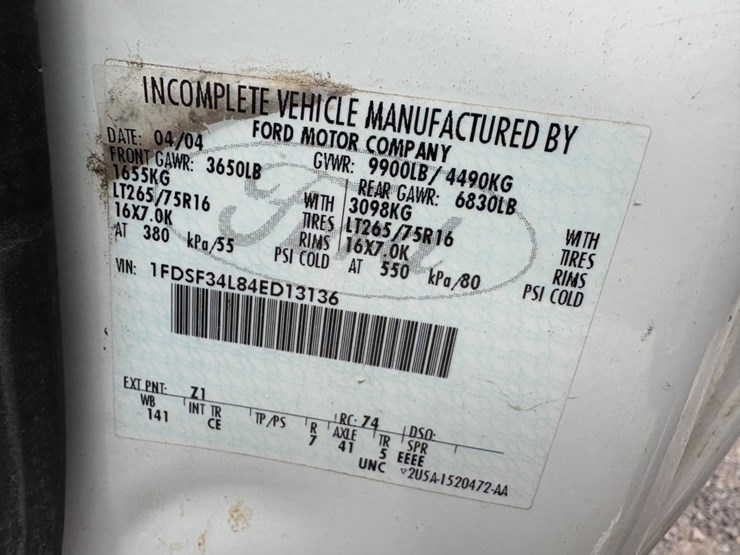 INCOMPLETE VEHICLE MANUFACTURED BY
FORD MOTOR COMPANY
DATE: 04/04 GVWR: 9900LB/4490KG
FRONT GAWR: 3650LB REAR GAWR: 6830LB
1655KG WITH 3098KG WITH
LT265/75R16 TIRES LT265/75R16 TIRES
16X7.0K RIMS 16X7.0K RIMS
AT 380 kPa/55 PSI COLD AT 550 kPa/80 PSI COLD
VIN: 1FDSF34L84ED13136
Ford
EXT PNT: Z1 RC: 74 DSO:
WB INT TR TP/PS R AXLE TR SPR
141 CE 7 41 5 EEEE
UNC ▽2U5A-1520472-AA